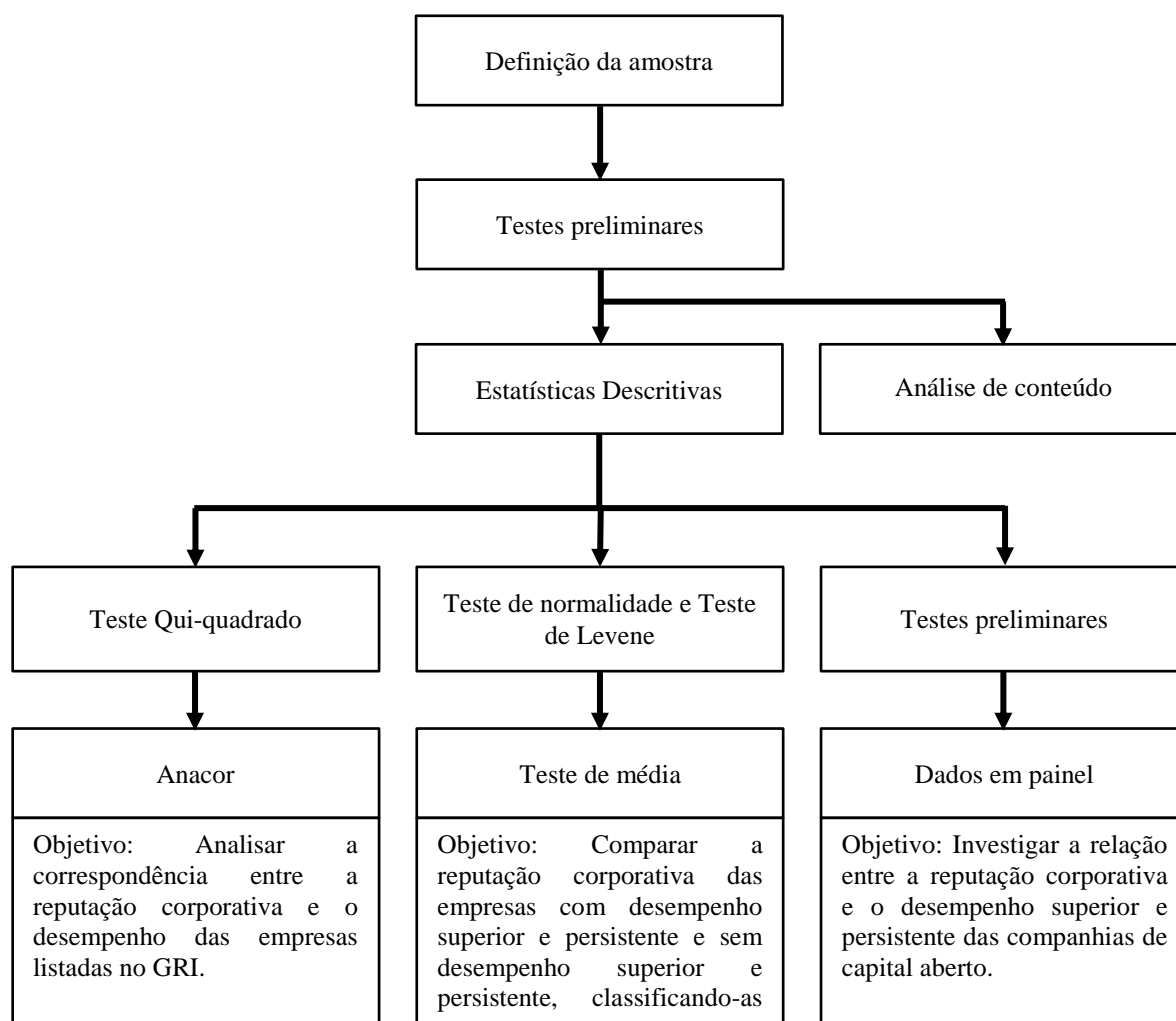 Definição da amostra
Testes preliminares
Estatísticas Descritivas
Análise de conteúdo
Teste Qui-quadrado
Teste de normalidade e Teste
de Levene
Testes preliminares
Anacor
Teste de média
Dados em painel
Objetivo: Analisar a
correspondência entre a
reputação corporativa e o
desempenho das empresas
listadas no GRI.
Objetivo: Comparar a
reputação corporativa das
empresas com desempenho
superior e persistente e sem
desempenho superior e
persistente, classificando-as
Objetivo: Investigar a relação
entre a reputação corporativa
e o desempenho superior e
persistente das companhias de
capital aberto.